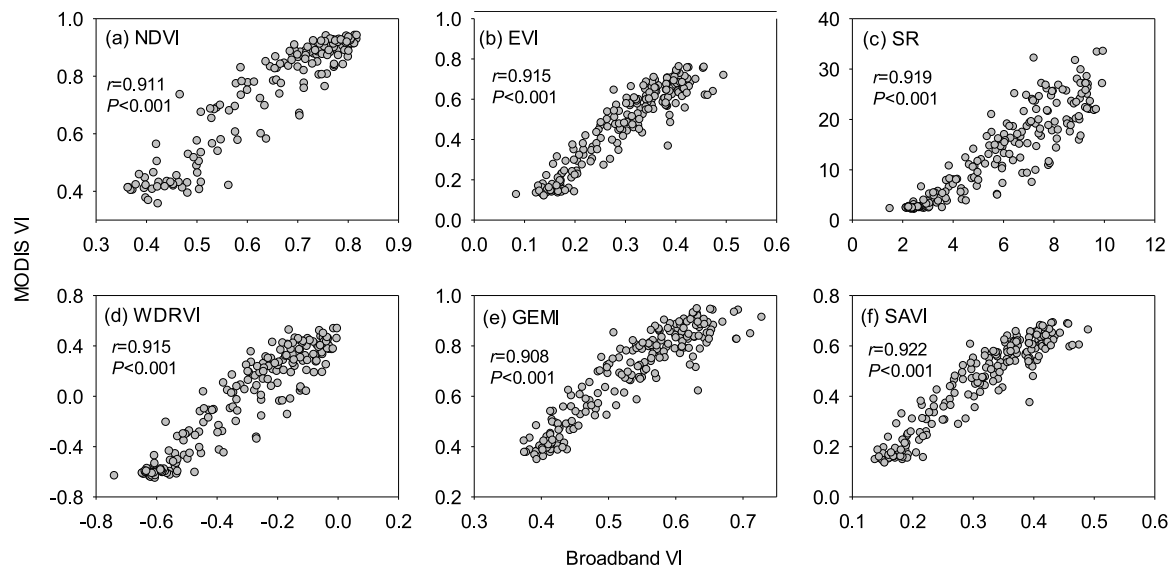 MODIS VI
1.0
0.8
0.6
0.4
0.3 0.4 0.5 0.6 0.7 0.8 0.9
(a) NDVI
r=0.911
P<0.001
1.0
0.8
0.6
0.4
0.2
0.0
0.0 0.1 0.2 0.3 0.4 0.5 0.6
(b) EVI
r=0.915
P<0.001
40
30
20
10
0
0 2 4 6 8 10 12
(c) SR
r=0.919
P<0.001
0.8
0.4
0.0
-0.4
-0.8
-0.8 -0.6 -0.4 -0.2 0.0 0.2
(d) WDRVI
r=0.915
P<0.001
1.0
0.8
0.6
0.4
0.2
0.3 0.4 0.5 0.6 0.7
(e) GEMI
r=0.908
P<0.001
0.8
0.6
0.4
0.2
0.0
0.1 0.2 0.3 0.4 0.5 0.6
(f) SAVI
r=0.922
P<0.001
Broadband VI